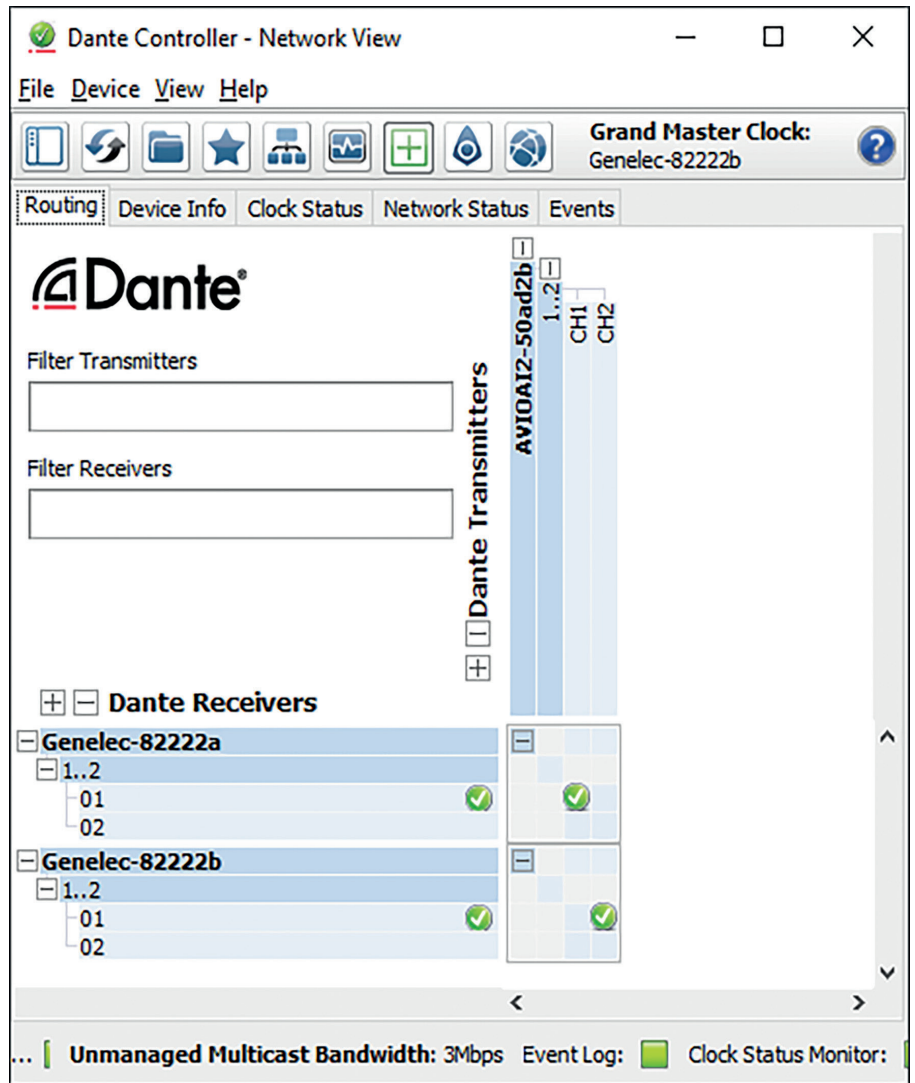 Dante Controller - Network View
File Device View Help
Grand Master Clock:
Genelec-82222b
?
Routing Device Info Clock Status Network Status Events
Dante®
Filter Transmitters
Filter Receivers
Dante Transmitters
AVIOAI2-50ad2b
1..2
CH1
CH2
Dante Receivers
Genelec-82222a
1..2
01
02
Genelec-82222b
1..2
01
02
... Unmanaged Multicast Bandwidth: 3Mbps Event Log: Clock Status Monitor: